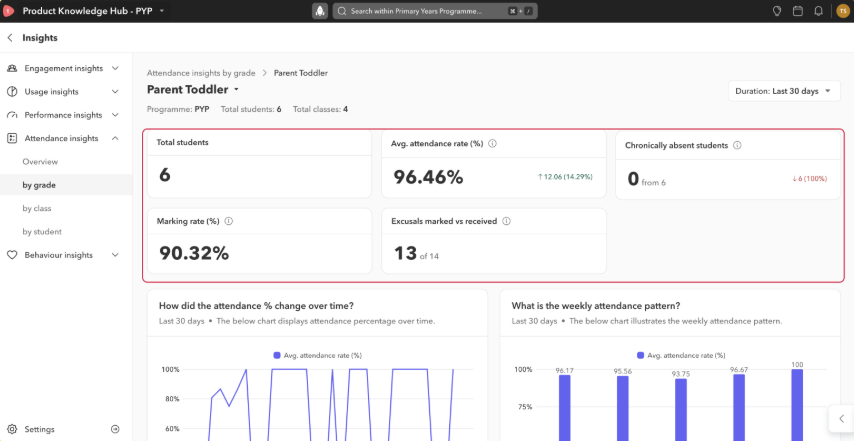 Product Knowledge Hub - PYP
Search within Primary Years Programme...
⌘ + /
TS
Insights
Engagement insights
Usage insights
Performance insights
Attendance insights
Overview
by grade
by class
by student
Behaviour insights
Settings
Attendance insights by grade > Parent Toddler
Parent Toddler
Duration: Last 30 days
Programme: PYP Total students: 6 Total classes: 4
Total students
6
Avg. attendance rate (%)
96.46%
↑ 12.06 (14.29%)
Chronically absent students
0 from 6
↓ 6 (100%)
Marking rate (%)
90.32%
Excusals marked vs received
13 of 14
How did the attendance % change over time?
Last 30 days • The below chart displays attendance percentage over time.
Avg. attendance rate (%)
100%
80%
60%
What is the weekly attendance pattern?
Last 30 days • The below chart illustrates the weekly attendance pattern.
Avg. attendance rate (%)
100%
75%
96.17
95.56
93.75
96.67
100